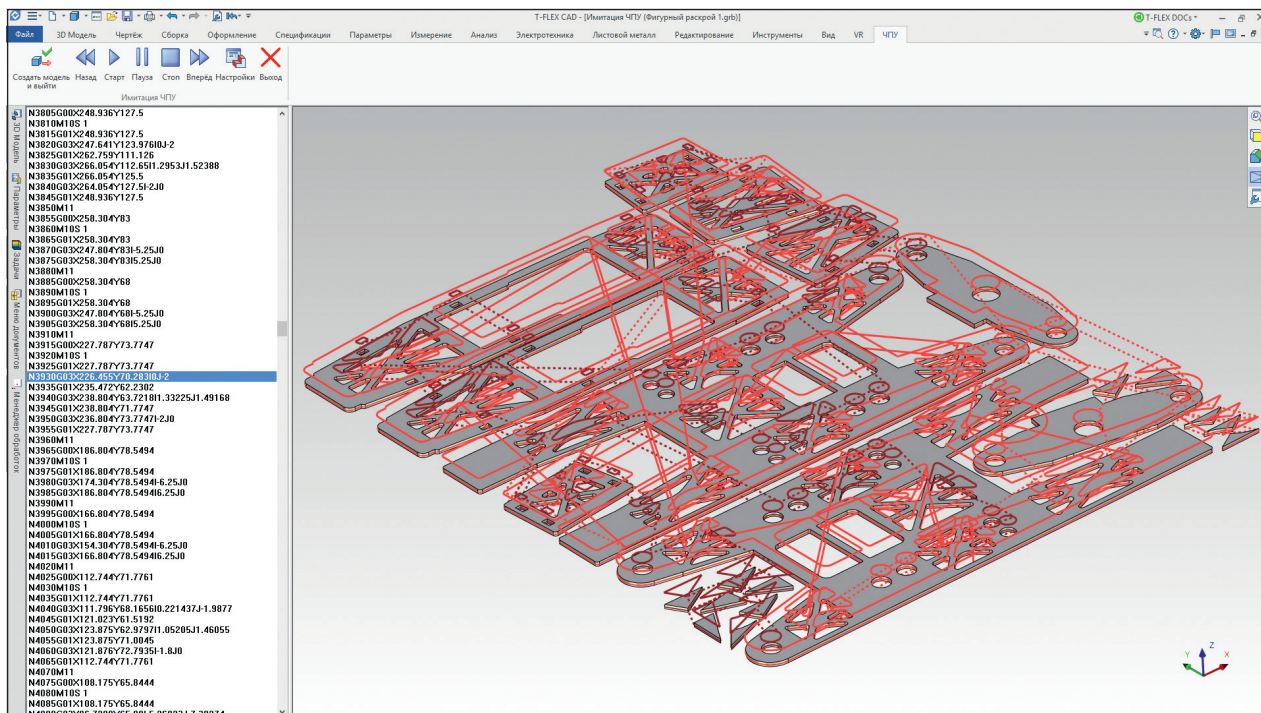 T-FLEX CAD - [Имитация ЧПУ (Фигурный раскрой 1.grb)]
T-FLEX DOCs
Файл 3D Модель Чертёж Сборка Оформление Спецификации Параметры Измерение Анализ Электротехника Листовой металл Редактирование Инструменты Вид VR ЧПУ
Создать модель и выйти Назад Старт Пауза Стоп Вперёд Настройки Выход
Имитация ЧПУ
3D Модель
Параметры
Задачи
Меню документов
Менеджер обработок
N3805G00X248.936Y127.5
N3810M10S 1
N3815G01X248.936Y127.5
N3820G03X247.641Y123.976I0J-2
N3825G01X262.759Y111.126
N3830G03X266.054Y112.65I1.2953J1.52388
N3835G01X266.054Y125.5
N3840G03X264.054Y127.5I-2J0
N3845G01X248.936Y127.5
N3850M11
N3855G00X258.304Y83
N3860M10S 1
N3865G01X258.304Y83
N3870G03X247.804Y83I-5.25J0
N3875G03X258.304Y83I5.25J0
N3880M11
N3885G00X258.304Y68
N3890M10S 1
N3895G01X258.304Y68
N3900G03X247.804Y68I-5.25J0
N3905G03X258.304Y68I5.25J0
N3910M11
N3915G00X227.787Y73.7747
N3920M10S 1
N3925G01X227.787Y73.7747
N3930G03X226.455Y70.283I0J-2
N3935G01X235.472Y62.2302
N3940G03X238.804Y63.7218I1.33225J1.49168
N3945G01X238.804Y71.7747
N3950G03X236.804Y73.7747I-2J0
N3955G01X227.787Y73.7747
N3960M11
N3965G00X186.804Y78.5494
N3970M10S 1
N3975G01X186.804Y78.5494
N3980G03X174.304Y78.5494I-6.25J0
N3985G03X186.804Y78.5494I6.25J0
N3990M11
N3995G00X166.804Y78.5494
N4000M10S 1
N4005G01X166.804Y78.5494
N4010G03X154.304Y78.5494I-6.25J0
N4015G03X166.804Y78.5494I6.25J0
N4020M11
N4025G00X112.744Y71.7761
N4030M10S 1
N4035G01X112.744Y71.7761
N4040G03X111.796Y68.1656I0.221437J-1.9877
N4045G01X121.023Y61.5192
N4050G03X123.875Y62.9797I1.05205J1.46055
N4055G01X123.875Y71.0045
N4060G03X121.876Y72.7935I-1.8J0
N4065G01X112.744Y71.7761
N4070M11
N4075G00X108.175Y65.8444
N4080M10S 1
N4085G01X108.175Y65.8444
Y Z X